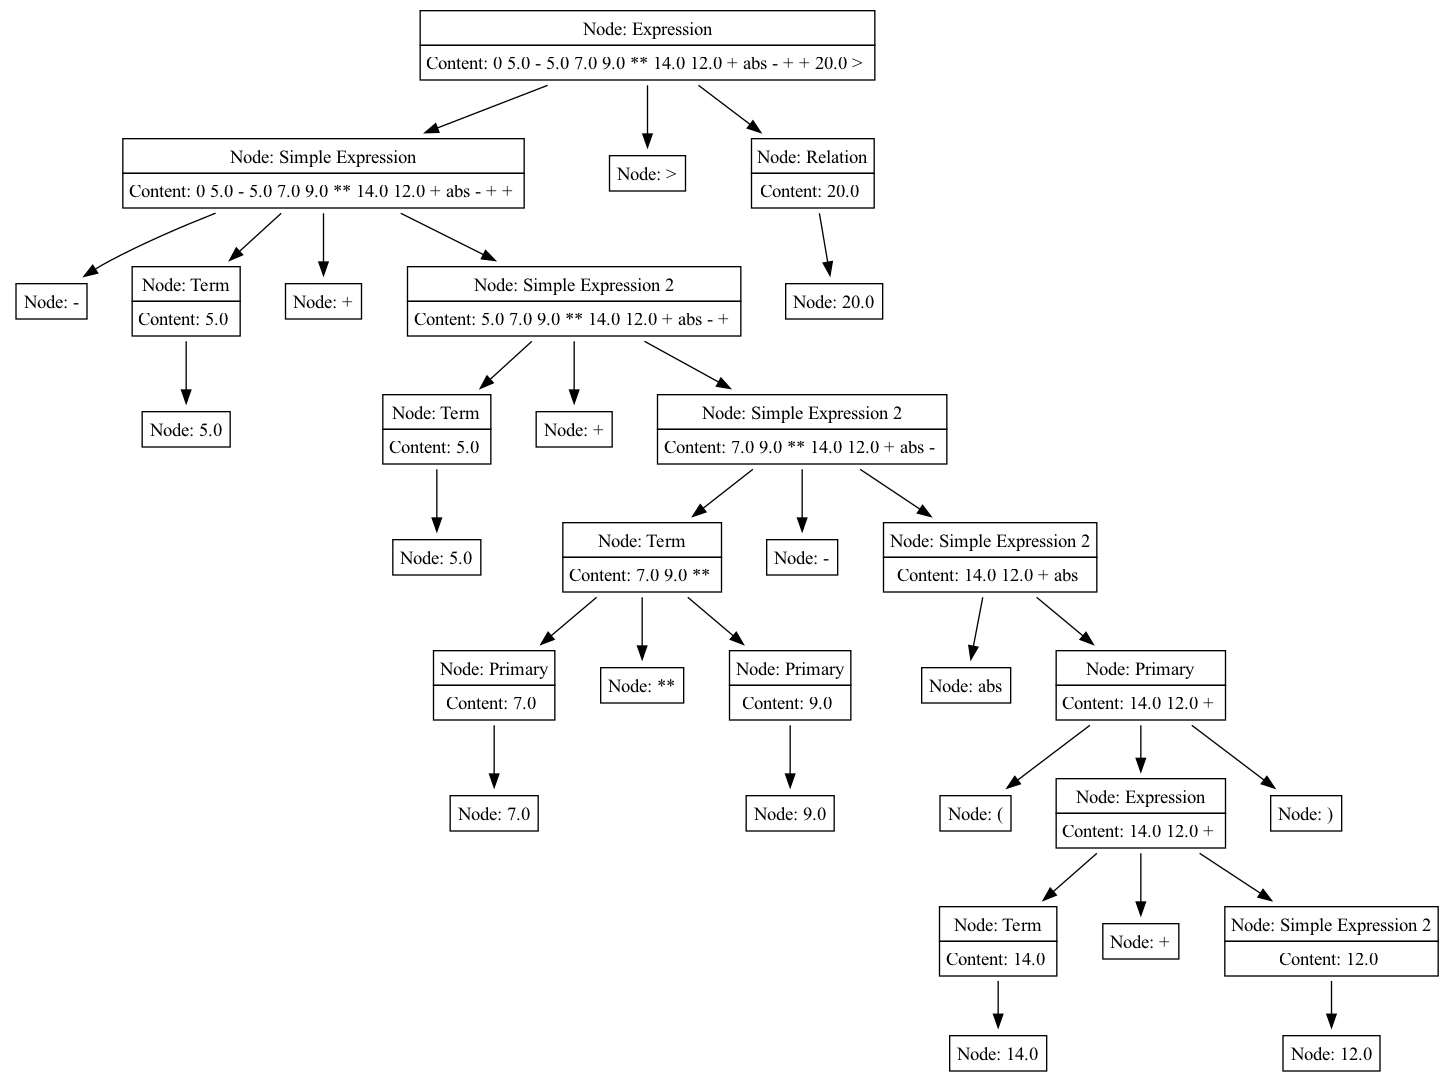 Node: Expression
Content: 0 5.0 - 5.0 7.0 9.0 ** 14.0 12.0 + abs - + + 20.0 >
Node: Simple Expression
Content: 0 5.0 - 5.0 7.0 9.0 ** 14.0 12.0 + abs - + +
Node: >
Node: Relation
Content: 20.0
Node: -
Node: Term
Content: 5.0
Node: +
Node: Simple Expression 2
Content: 5.0 7.0 9.0 ** 14.0 12.0 + abs - +
Node: 20.0
Node: 5.0
Node: Term
Content: 5.0
Node: +
Node: Simple Expression 2
Content: 7.0 9.0 ** 14.0 12.0 + abs -
Node: 5.0
Node: Term
Content: 7.0 9.0 **
Node: -
Node: Simple Expression 2
Content: 14.0 12.0 + abs
Node: Primary
Content: 7.0
Node: **
Node: Primary
Content: 9.0
Node: abs
Node: Primary
Content: 14.0 12.0 +
Node: 7.0
Node: 9.0
Node: (
Node: Expression
Content: 14.0 12.0 +
Node: )
Node: Term
Content: 14.0
Node: +
Node: Simple Expression 2
Content: 12.0
Node: 14.0
Node: 12.0